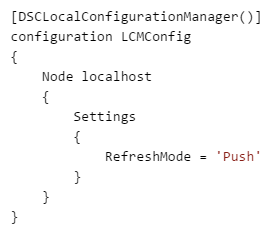 [DSCLocalConfigurationManager()]
configuration LCMConfig
{
    Node localhost
    {
        Settings
        {
            RefreshMode = 'Push'
        }
    }
}